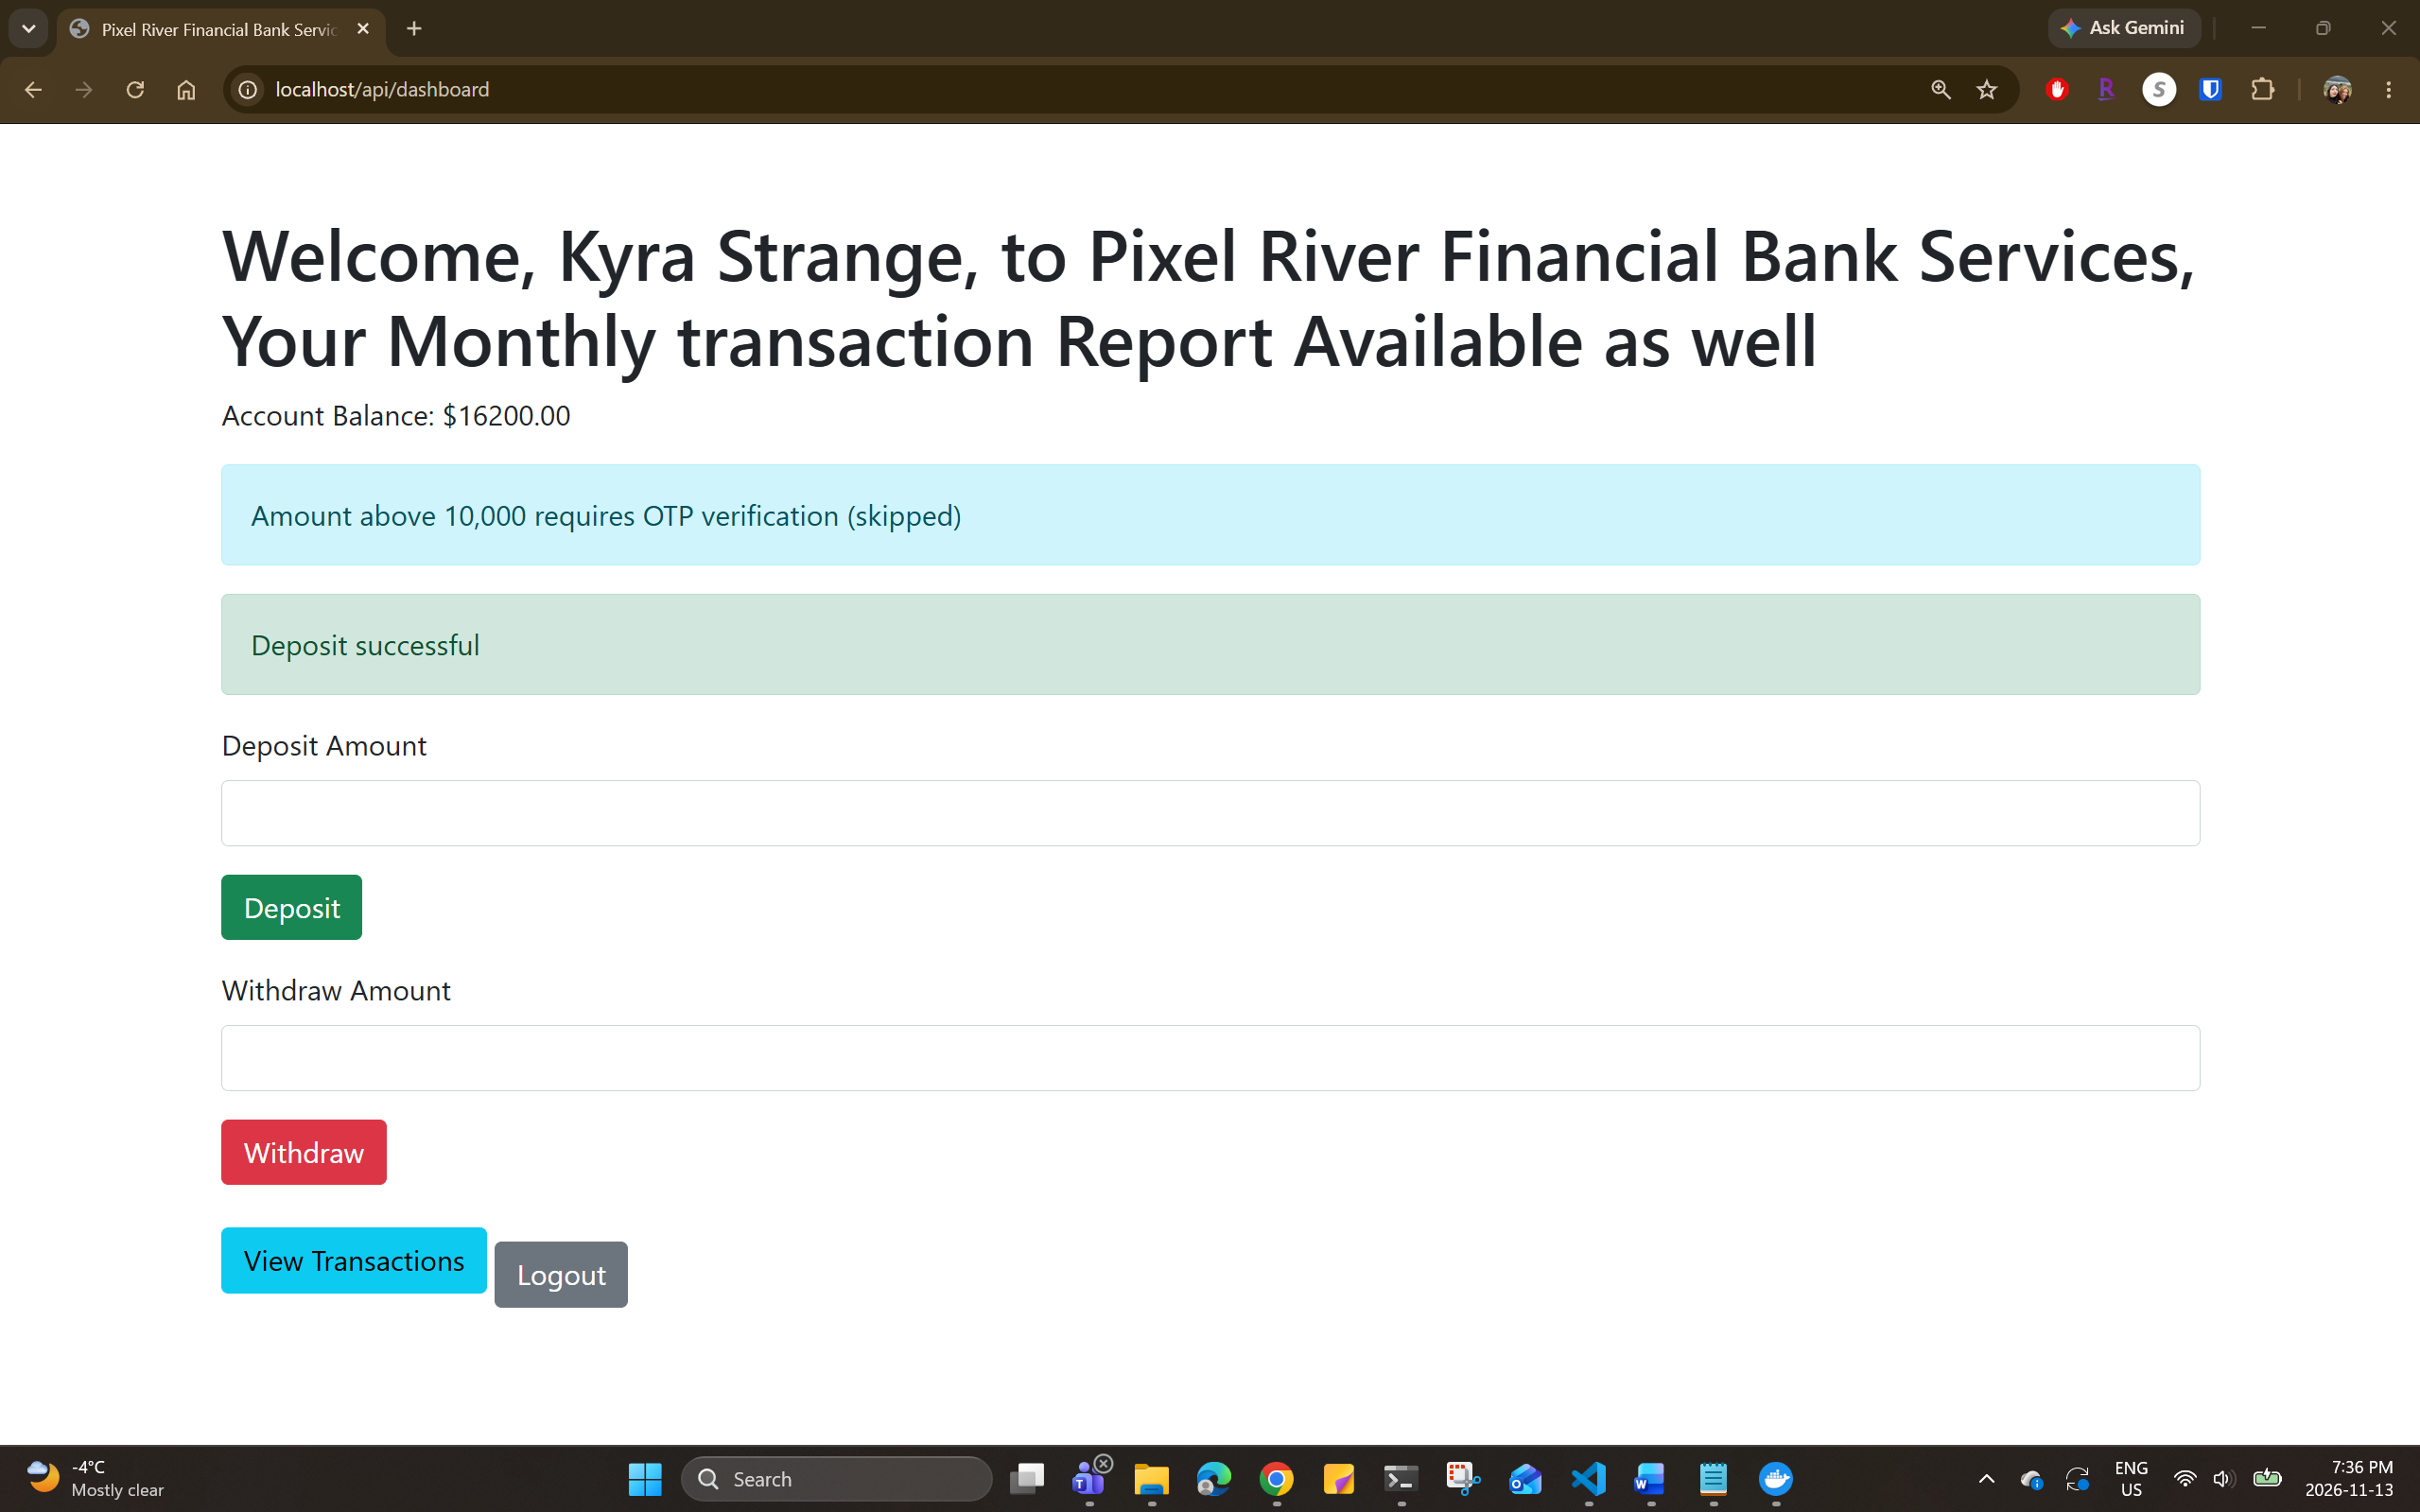 Pixel River Financial Bank Servic
Ask Gemini
localhost/api/dashboard
Welcome, Kyra Strange, to Pixel River Financial Bank Services,
Your Monthly transaction Report Available as well
Account Balance: $16200.00
Amount above 10,000 requires OTP verification (skipped)
Deposit successful
Deposit Amount
Deposit
Withdraw Amount
Withdraw
View Transactions
Logout
-4°C
Mostly clear
Search
ENG
US
7:36 PM
2026-11-13